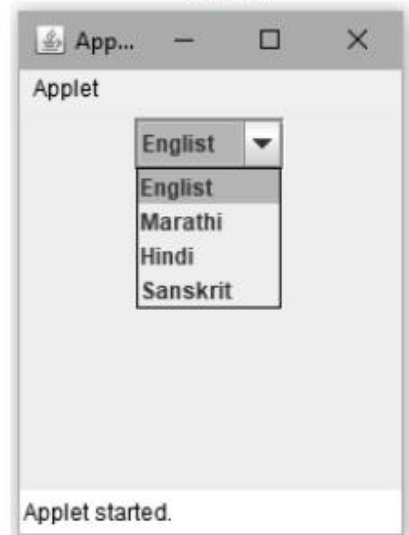 App...
Applet
Englist
Englist
Marathi
Hindi
Sanskrit
Applet started.